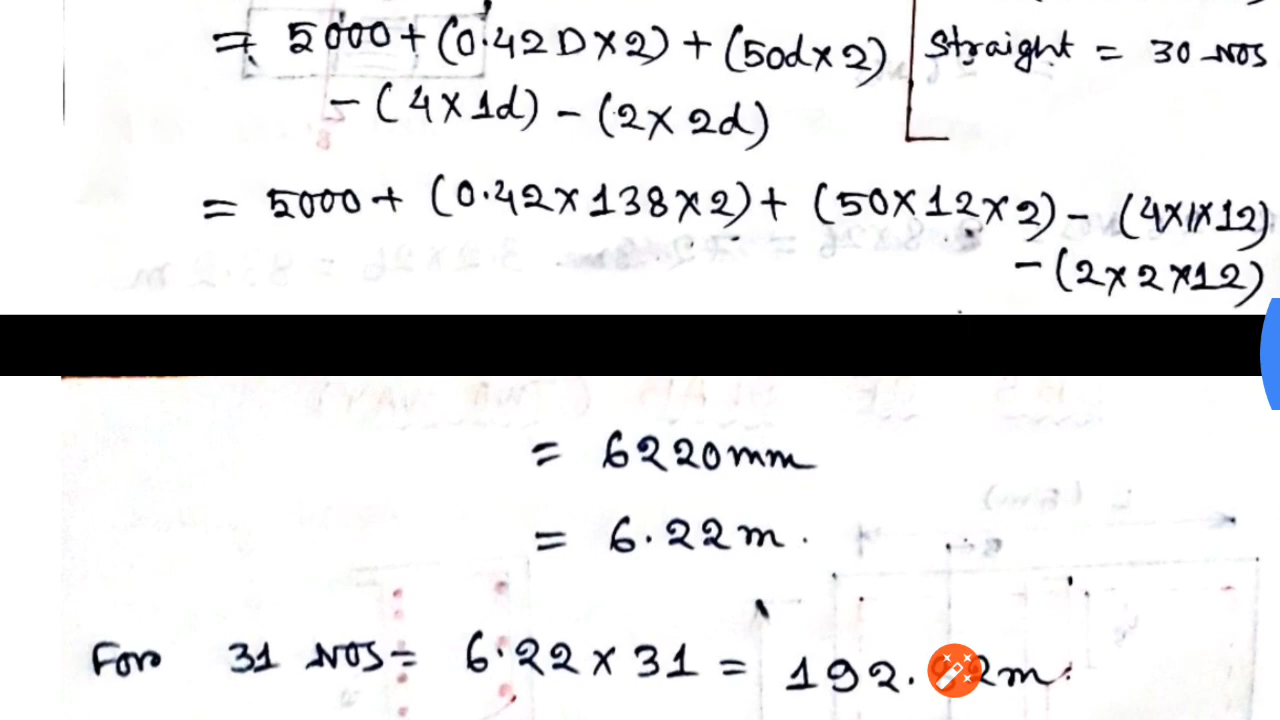 = 5000 + (0.42D×2) + (50d×2)
- (4×1d) - (2×2d)
Straight = 30 NOS
= 5000 + (0.42×138×2) + (50×12×2) - (4×1×12)
- (2×2×12)
= 6220mm
= 6.22m.
For 31 NOS = 6.22×31 =